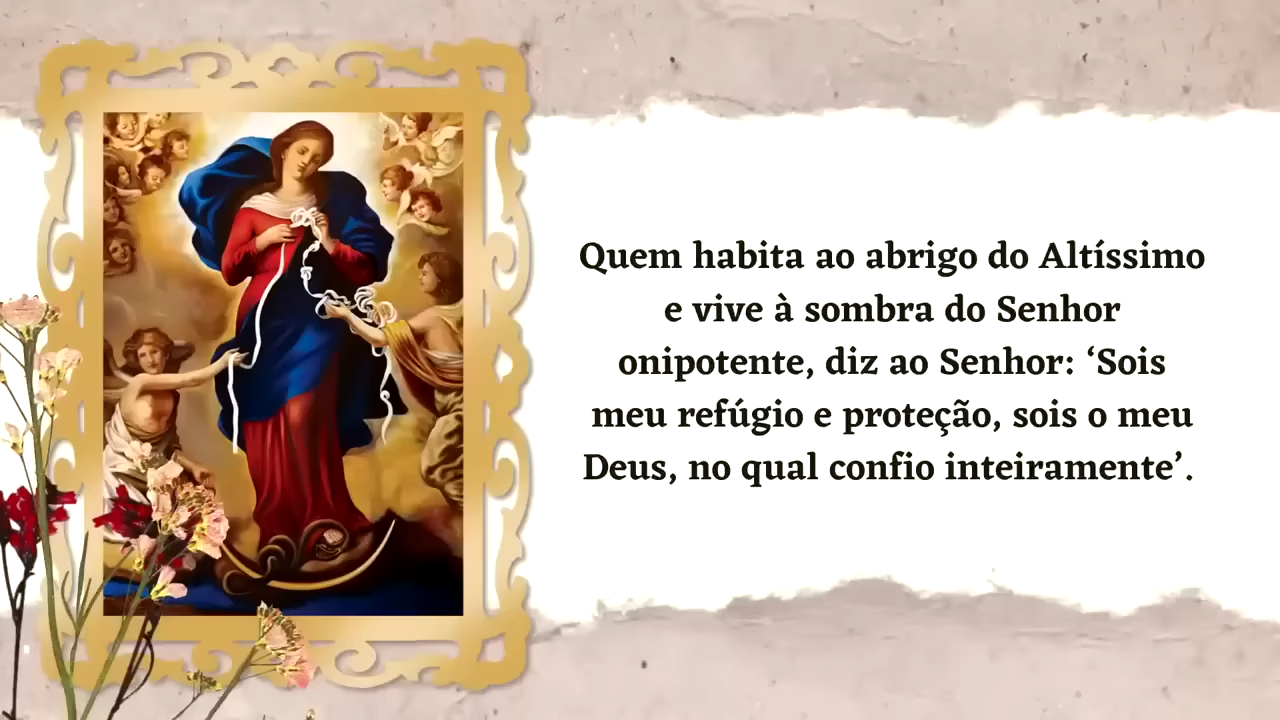 Quem habita ao abrigo do Altíssimo
e vive à sombra do Senhor
onipotente, diz ao Senhor: ‘Sois
meu refúgio e proteção, sois o meu
Deus, no qual confio inteiramente’.